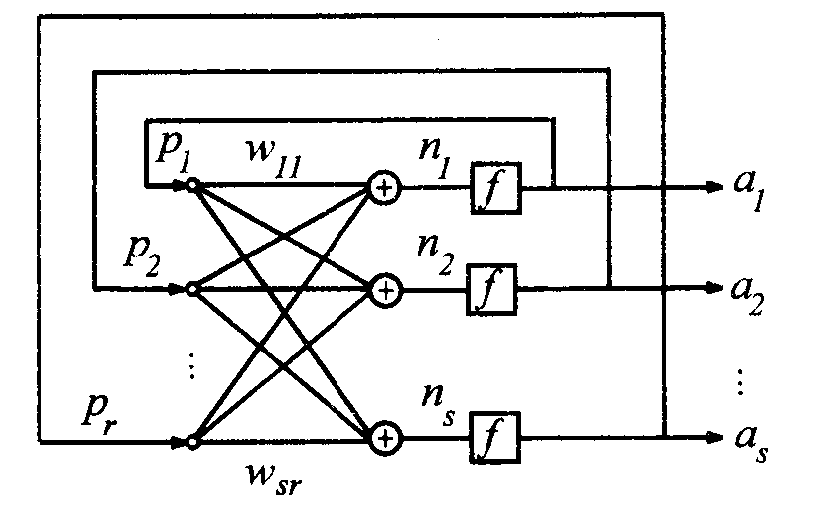 p1 w11 n1 f a1
p2 n2 f a2
⋮ ⋮
pr ns f as
wsr